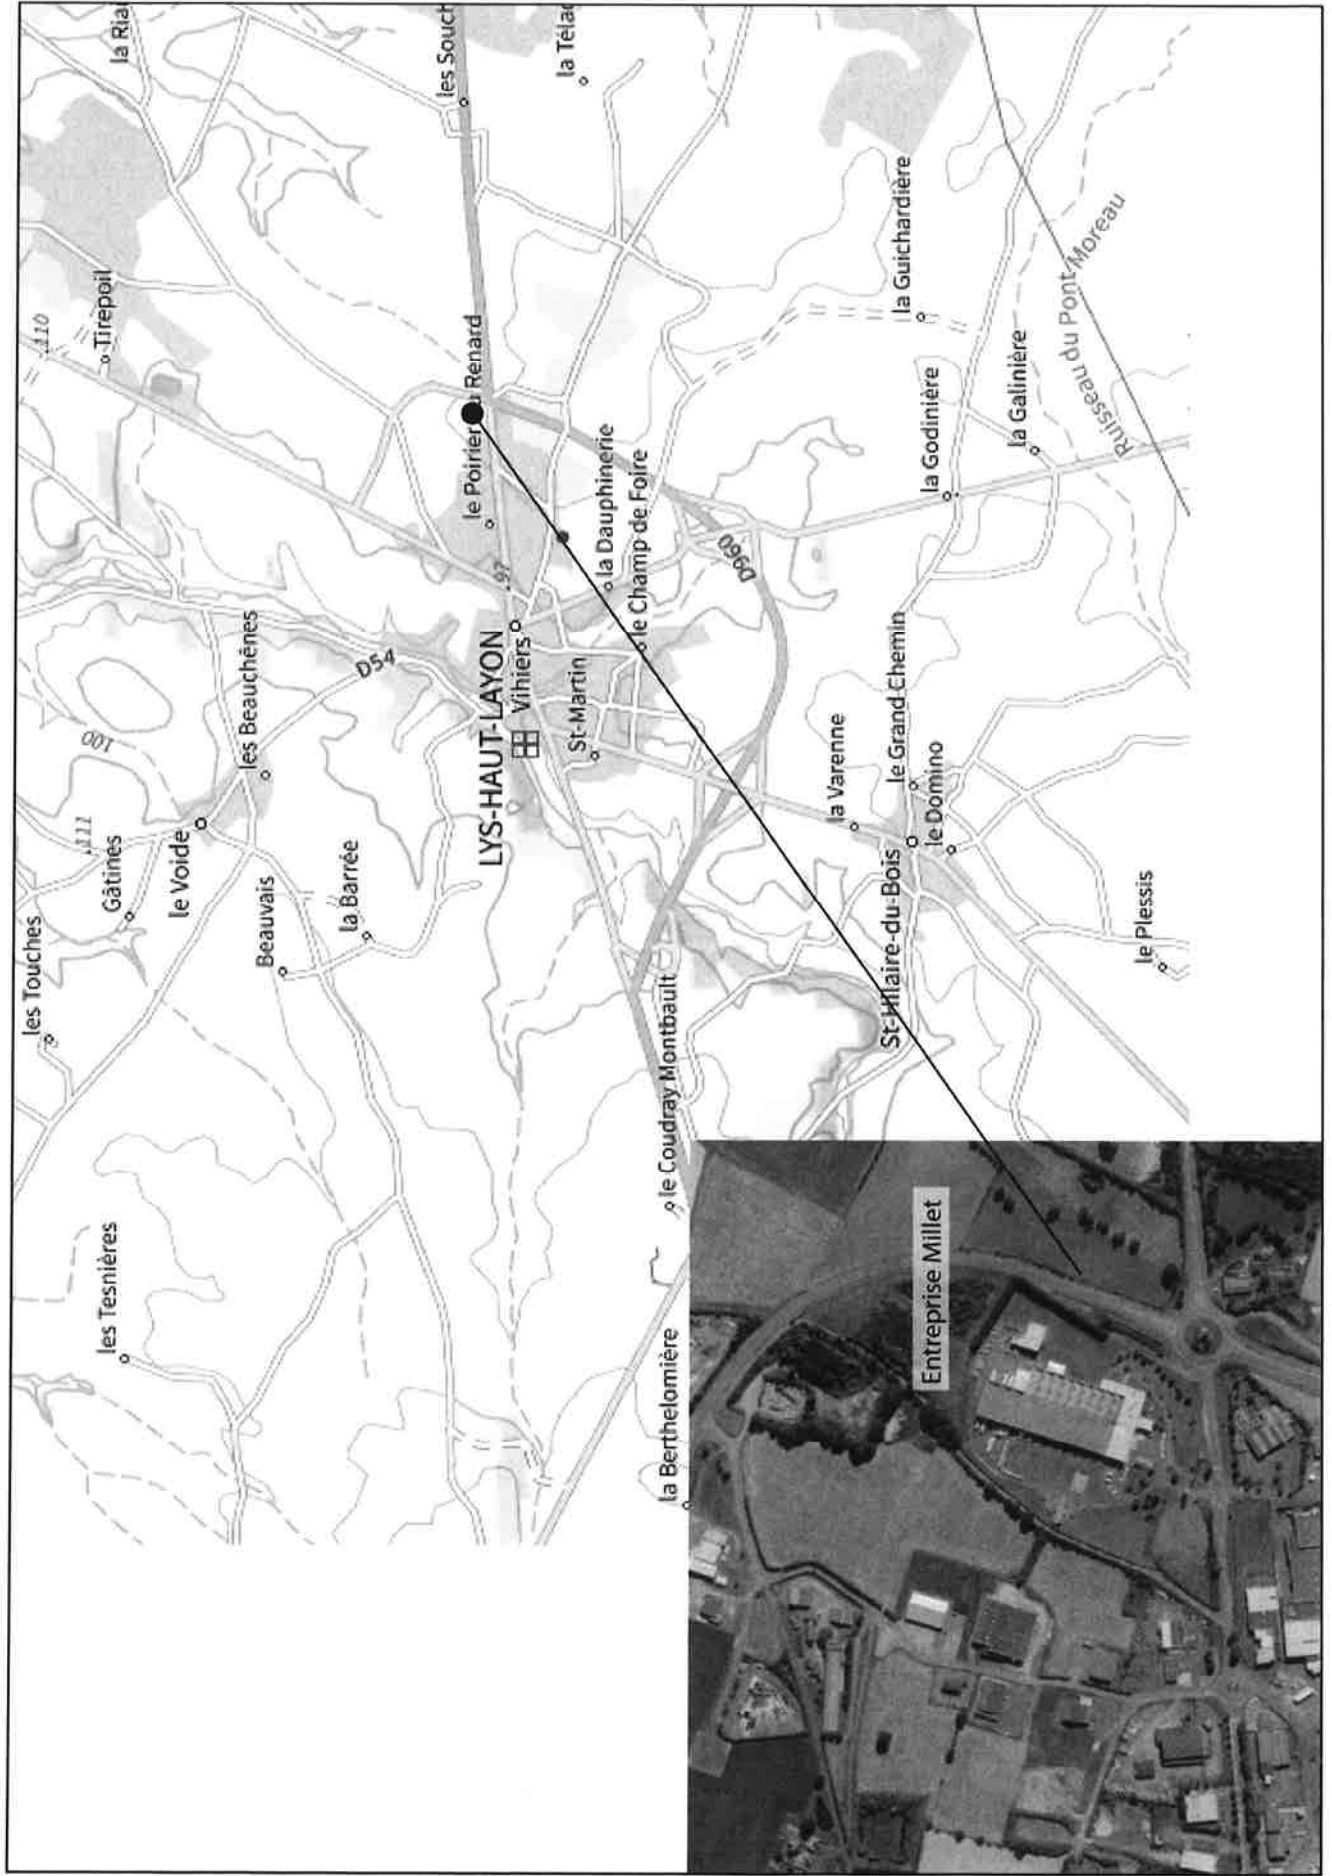 la Ria
les Souch
la Téla
110
Tirepoil
le Poirier
Renard
la Guichardière
Ruisseau du Pont Moreau
la Galinière
la Godinière
la Dauphinerie
le Champ de Foire
D960
97
les Beauchênes
D54
LYS-HAUT-LAYON
Vihiers
St-Martin
100
111
Gâtines
le Voide
la Varenne
le Grand Chemin
le Domino
St-Hilaire-du-Bois
la Barrée
Beauvais
les Touches
le Plessis
le Coudray Montbault
les Tesnières
la Berthelomière
Entreprise Millet